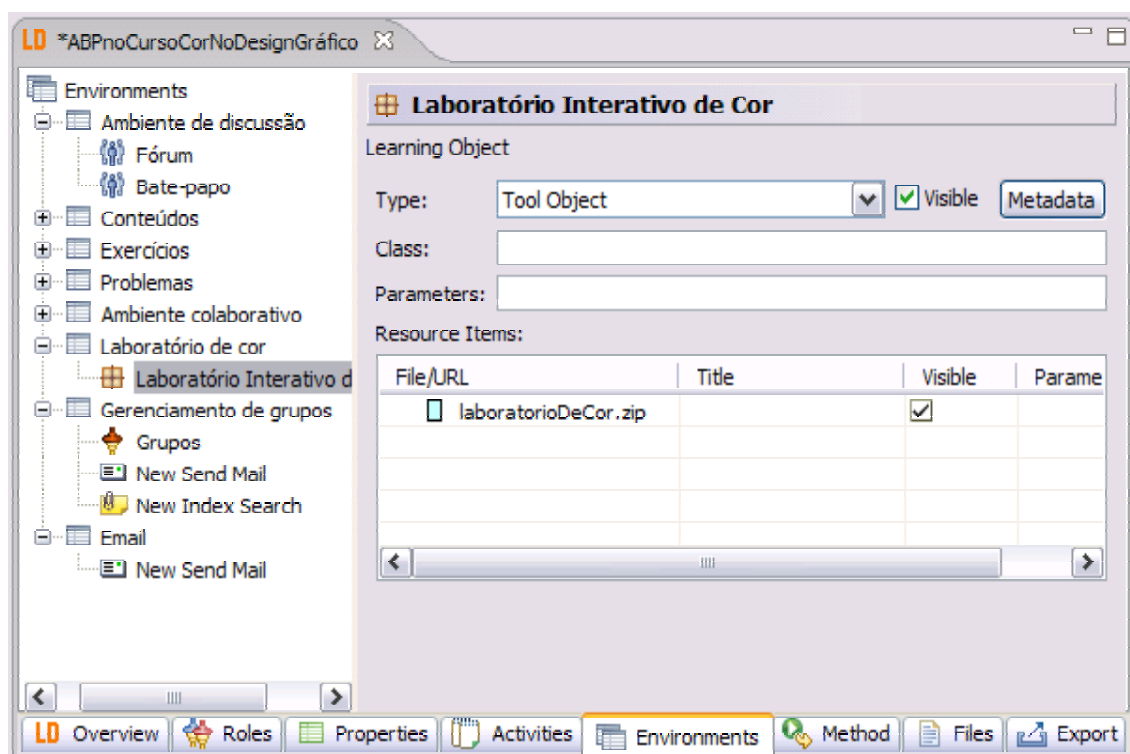 LD *ABPnoCursoCorNoDesignGráfico
Environments
Ambiente de discussão
Fórum
Bate-papo
Conteúdos
Exercícios
Problemas
Ambiente colaborativo
Laboratório de cor
Laboratório Interativo d
Gerenciamento de grupos
Grupos
New Send Mail
New Index Search
Email
New Send Mail
Laboratório Interativo de Cor
Learning Object
Type: Tool Object Visible Metadata
Class:
Parameters:
Resource Items:
File/URL Title Visible Parame
laboratorioDeCor.zip
LD Overview Roles Properties Activities Environments Method Files Export